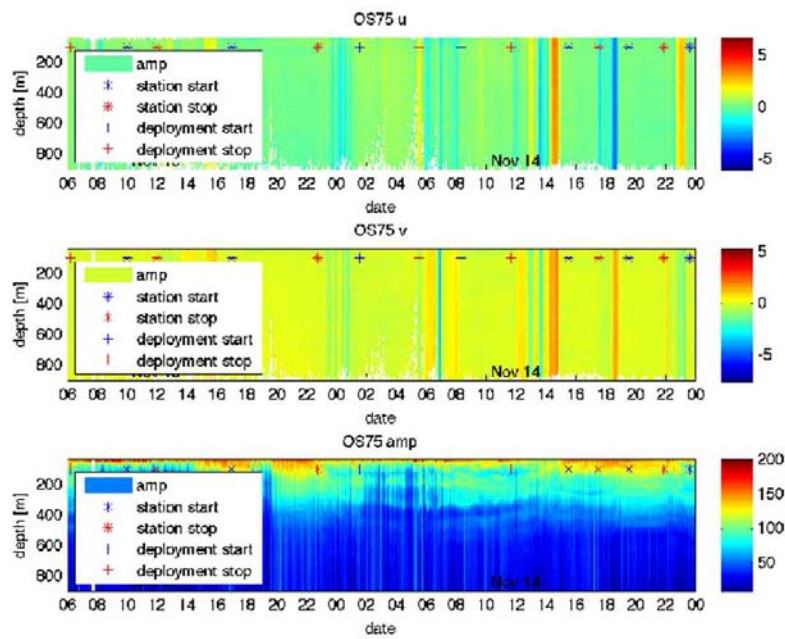 OS75 u
depth [m]
200
400
600
800
amp
station start
station stop
deployment start
deployment stop
Nov 14
06 08 10 12 14 16 18 20 22 00 02 04 06 08 10 12 14 16 18 20 22 00
date
5
0
-5
OS75 v
depth [m]
200
400
600
800
amp
station start
station stop
deployment start
deployment stop
Nov 14
06 08 10 12 14 16 18 20 22 00 02 04 06 08 10 12 14 16 18 20 22 00
date
5
0
-5
OS75 amp
depth [m]
200
400
600
800
amp
station start
station stop
deployment start
deployment stop
Nov 14
06 08 10 12 14 16 18 20 22 00 02 04 06 08 10 12 14 16 18 20 22 00
date
200
150
100
50